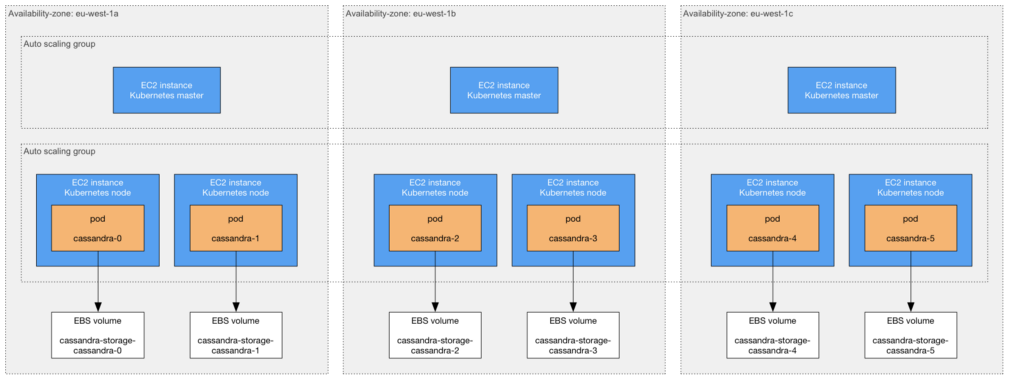 Availability-zone: eu-west-1a
Availability-zone: eu-west-1b
Availability-zone: eu-west-1c
Auto scaling group
EC2 instance
Kubernetes master
EC2 instance
Kubernetes master
EC2 instance
Kubernetes master
Auto scaling group
EC2 instance
Kubernetes node
pod
cassandra-0
EC2 instance
Kubernetes node
pod
cassandra-1
EC2 instance
Kubernetes node
pod
cassandra-2
EC2 instance
Kubernetes node
pod
cassandra-3
EC2 instance
Kubernetes node
pod
cassandra-4
EC2 instance
Kubernetes node
pod
cassandra-5
EBS volume
cassandra-storage-
cassandra-0
EBS volume
cassandra-storage-
cassandra-1
EBS volume
cassandra-storage-
cassandra-2
EBS volume
cassandra-storage-
cassandra-3
EBS volume
cassandra-storage-
cassandra-4
EBS volume
cassandra-storage-
cassandra-5